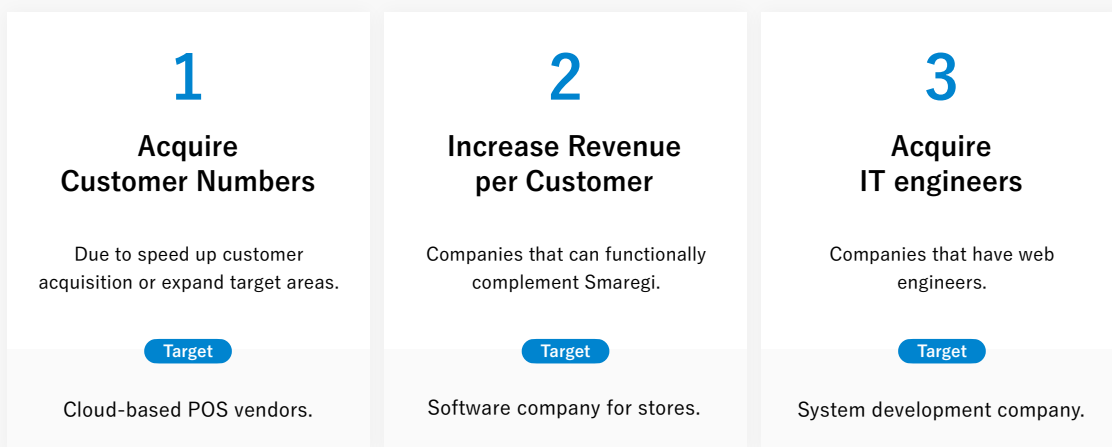 1
Acquire
Customer Numbers
Due to speed up customer
acquisition or expand target areas.
Target
Cloud-based POS vendors.
2
Increase Revenue
per Customer
Companies that can functionally
complement Smaregi.
Target
Software company for stores.
3
Acquire
IT engineers
Companies that have web
engineers.
Target
System development company.